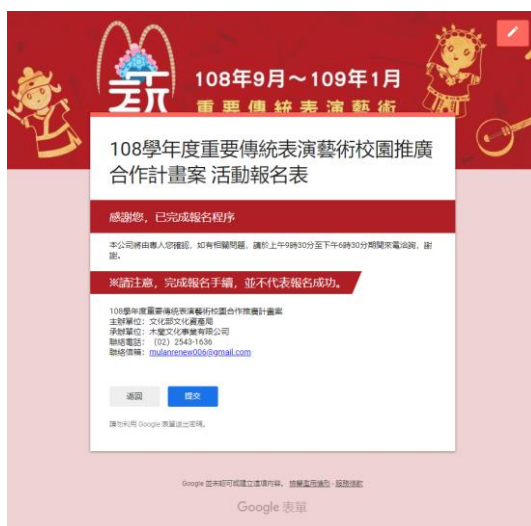 108年9月～109年1月
重要傳統表演藝術
108學年度重要傳統表演藝術校園推廣
合作計畫案 活動報名表
感謝您，已完成報名程序
本公司將由專人您確認，如有相關問題，請於上午9時30分至下午6時30分期間來電洽詢，謝
謝。
※請注意，完成報名手續，並不代表報名成功。
108學年度重要傳統表演藝術校園合作推廣計畫案
主辦單位：文化部文化資產局
承辦單位：木蘭文化事業有限公司
聯絡電話： （02）2543-1636
聯絡信箱：mulanrenew006@gmail.com
返回
提交
請勿利用 Google 表單送出密碼。
Google 並未認可或建立這項內容。 檢舉濫用情形 - 服務條款
Google 表單